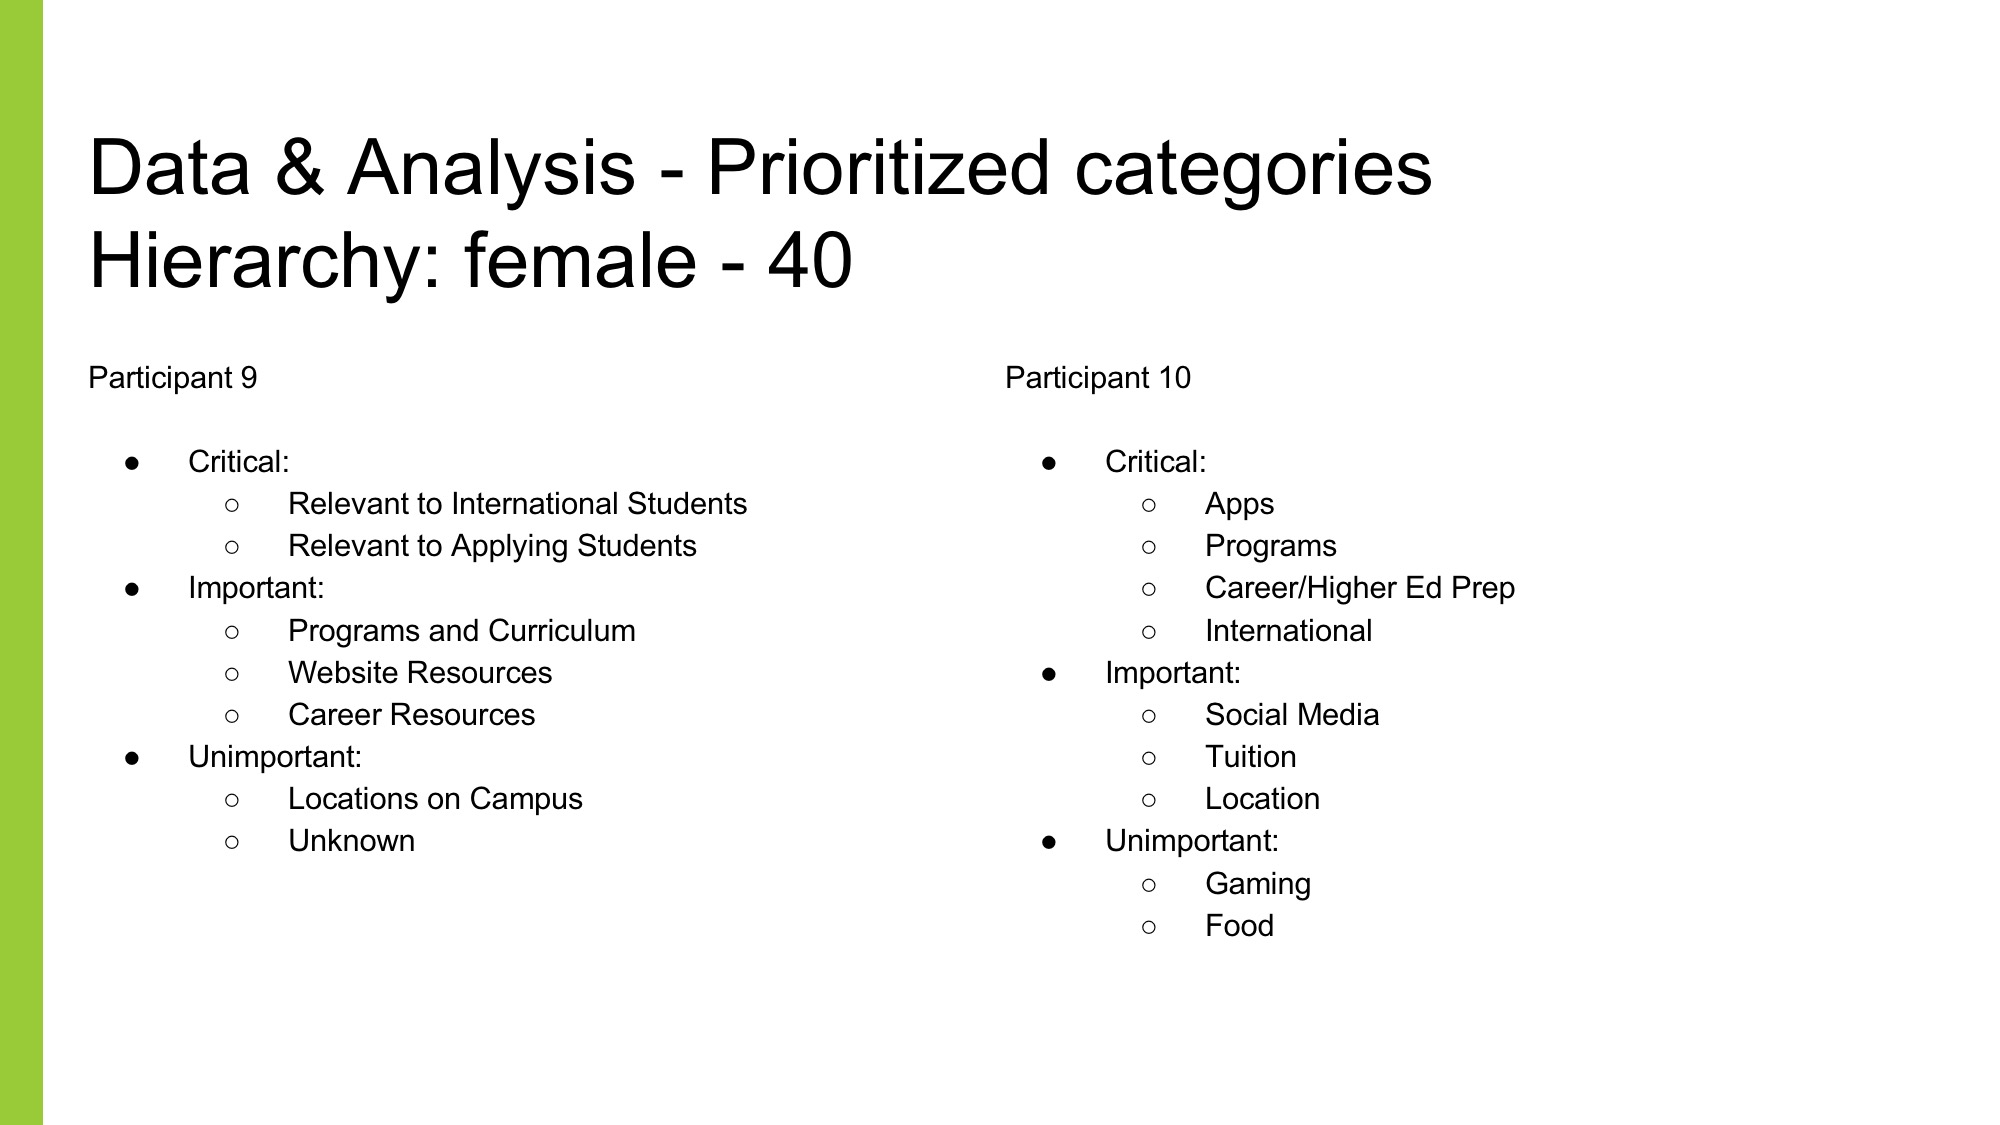 Data & Analysis - Prioritized categories
Hierarchy: female - 40
Participant 9
● Critical:
○ Relevant to International Students
○ Relevant to Applying Students
● Important:
○ Programs and Curriculum
○ Website Resources
○ Career Resources
● Unimportant:
○ Locations on Campus
○ Unknown
Participant 10
● Critical:
○ Apps
○ Programs
○ Career/Higher Ed Prep
○ International
● Important:
○ Social Media
○ Tuition
○ Location
● Unimportant:
○ Gaming
○ Food